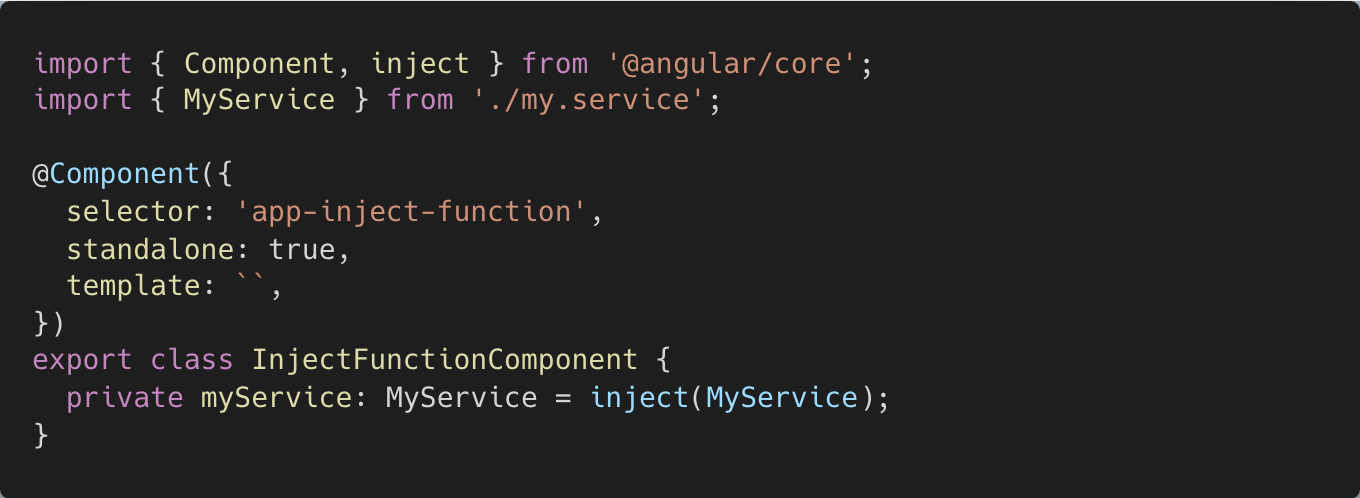 import { Component, inject } from '@angular/core';
import { MyService } from './my.service';
@Component({
  selector: 'app-inject-function',
  standalone: true,
  template: ``,
})
export class InjectFunctionComponent {
  private myService: MyService = inject(MyService);
}